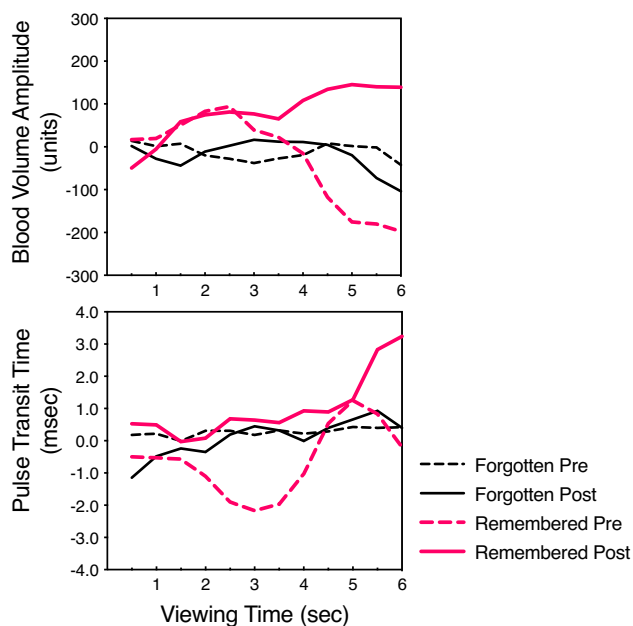 Blood Volume Amplitude
(units)
300
200
100
0
-100
-200
-300
1 2 3 4 5 6
Pulse Transit Time
(msec)
4.0
3.0
2.0
1.0
0.0
-1.0
-2.0
-3.0
-4.0
1 2 3 4 5 6
Viewing Time (sec)
Forgotten Pre
Forgotten Post
Remembered Pre
Remembered Post